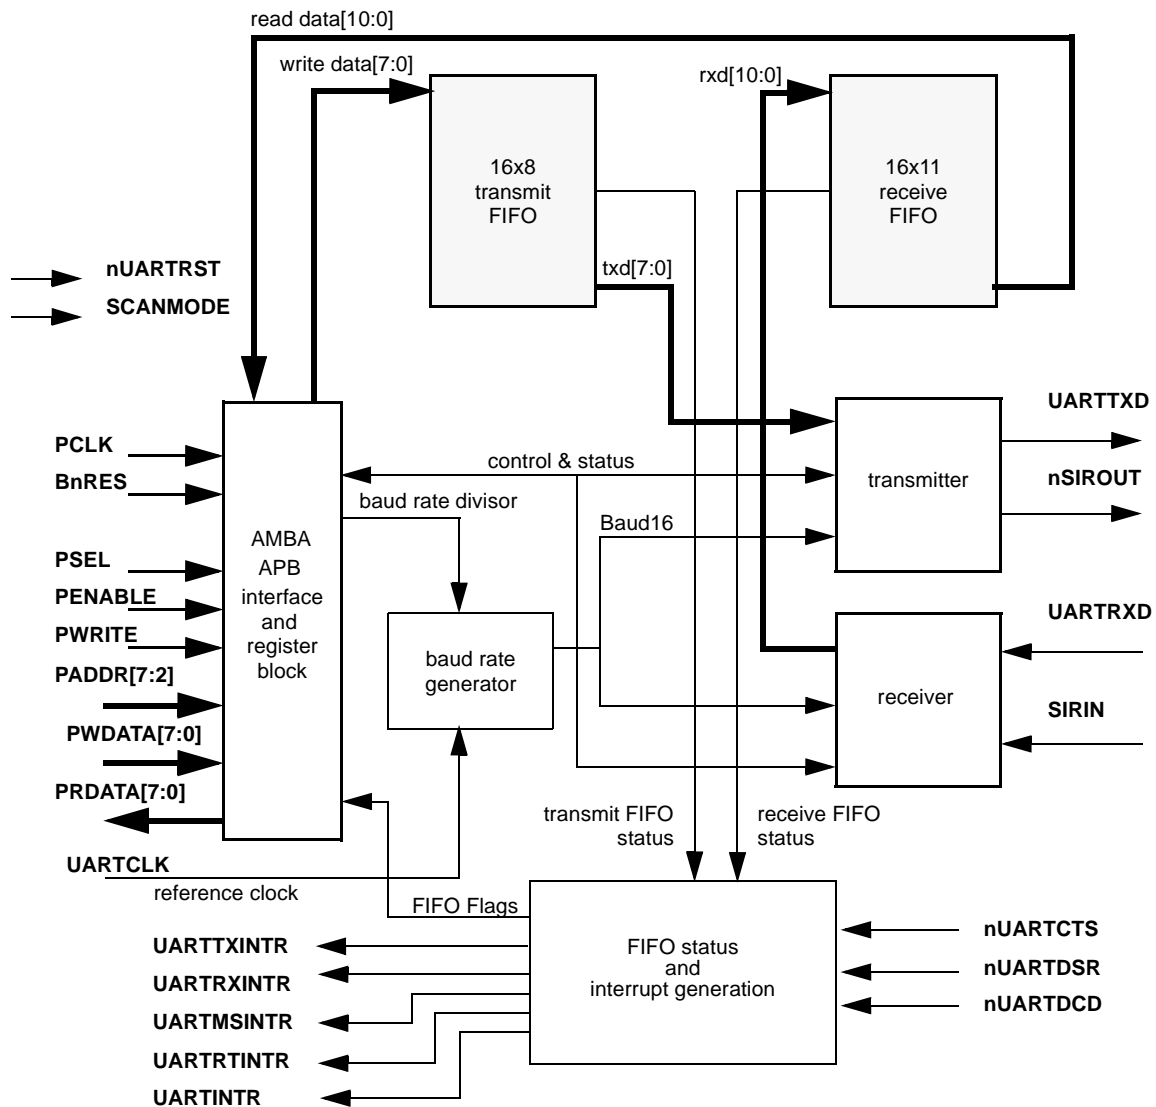 read data[10:0]
write data[7:0]
rxd[10:0]
16x8
transmit
FIFO
16x11
receive
FIFO
nUARTRST
SCANMODE
txd[7:0]
UARTTXD
nSIROUT
transmitter
PCLK
BnRES
control & status
baud rate divisor
Baud16
PSEL
PENABLE
PWRITE
PADDR[7:2]
PWDATA[7:0]
PRDATA[7:0]
AMBA
APB
interface
and
register
block
baud rate
generator
UARTRXD
receiver
SIRIN
transmit FIFO
status
receive FIFO
status
UARTCLK
reference clock
FIFO Flags
UARTTXINTR
UARTRXINTR
UARTMSINTR
UARTRTINTR
UARTINTR
FIFO status
and
interrupt generation
nUARTCTS
nUARTDSR
nUARTDCD